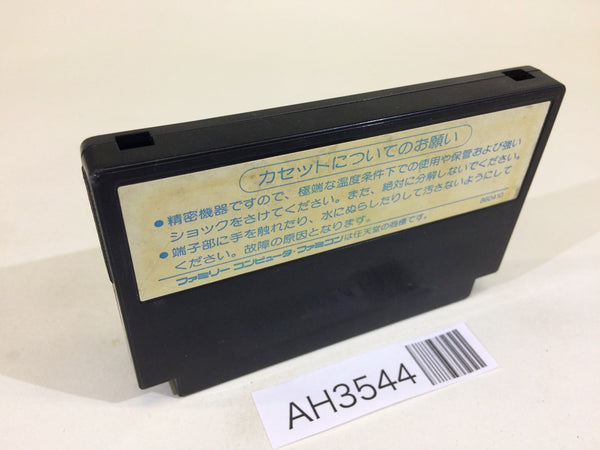 カセットについてのお願い
●精密機器ですので、極端な温度条件下での使用や保管および強い
ショックをさけてください。また、絶対に分解しないでください。
●端子部に手を触れたり、水にぬらしたりして汚さないようにして
ください。故障の原因となります。
ファミリー コンピュータ・ファミコンは任天堂の商標です。
AH3544